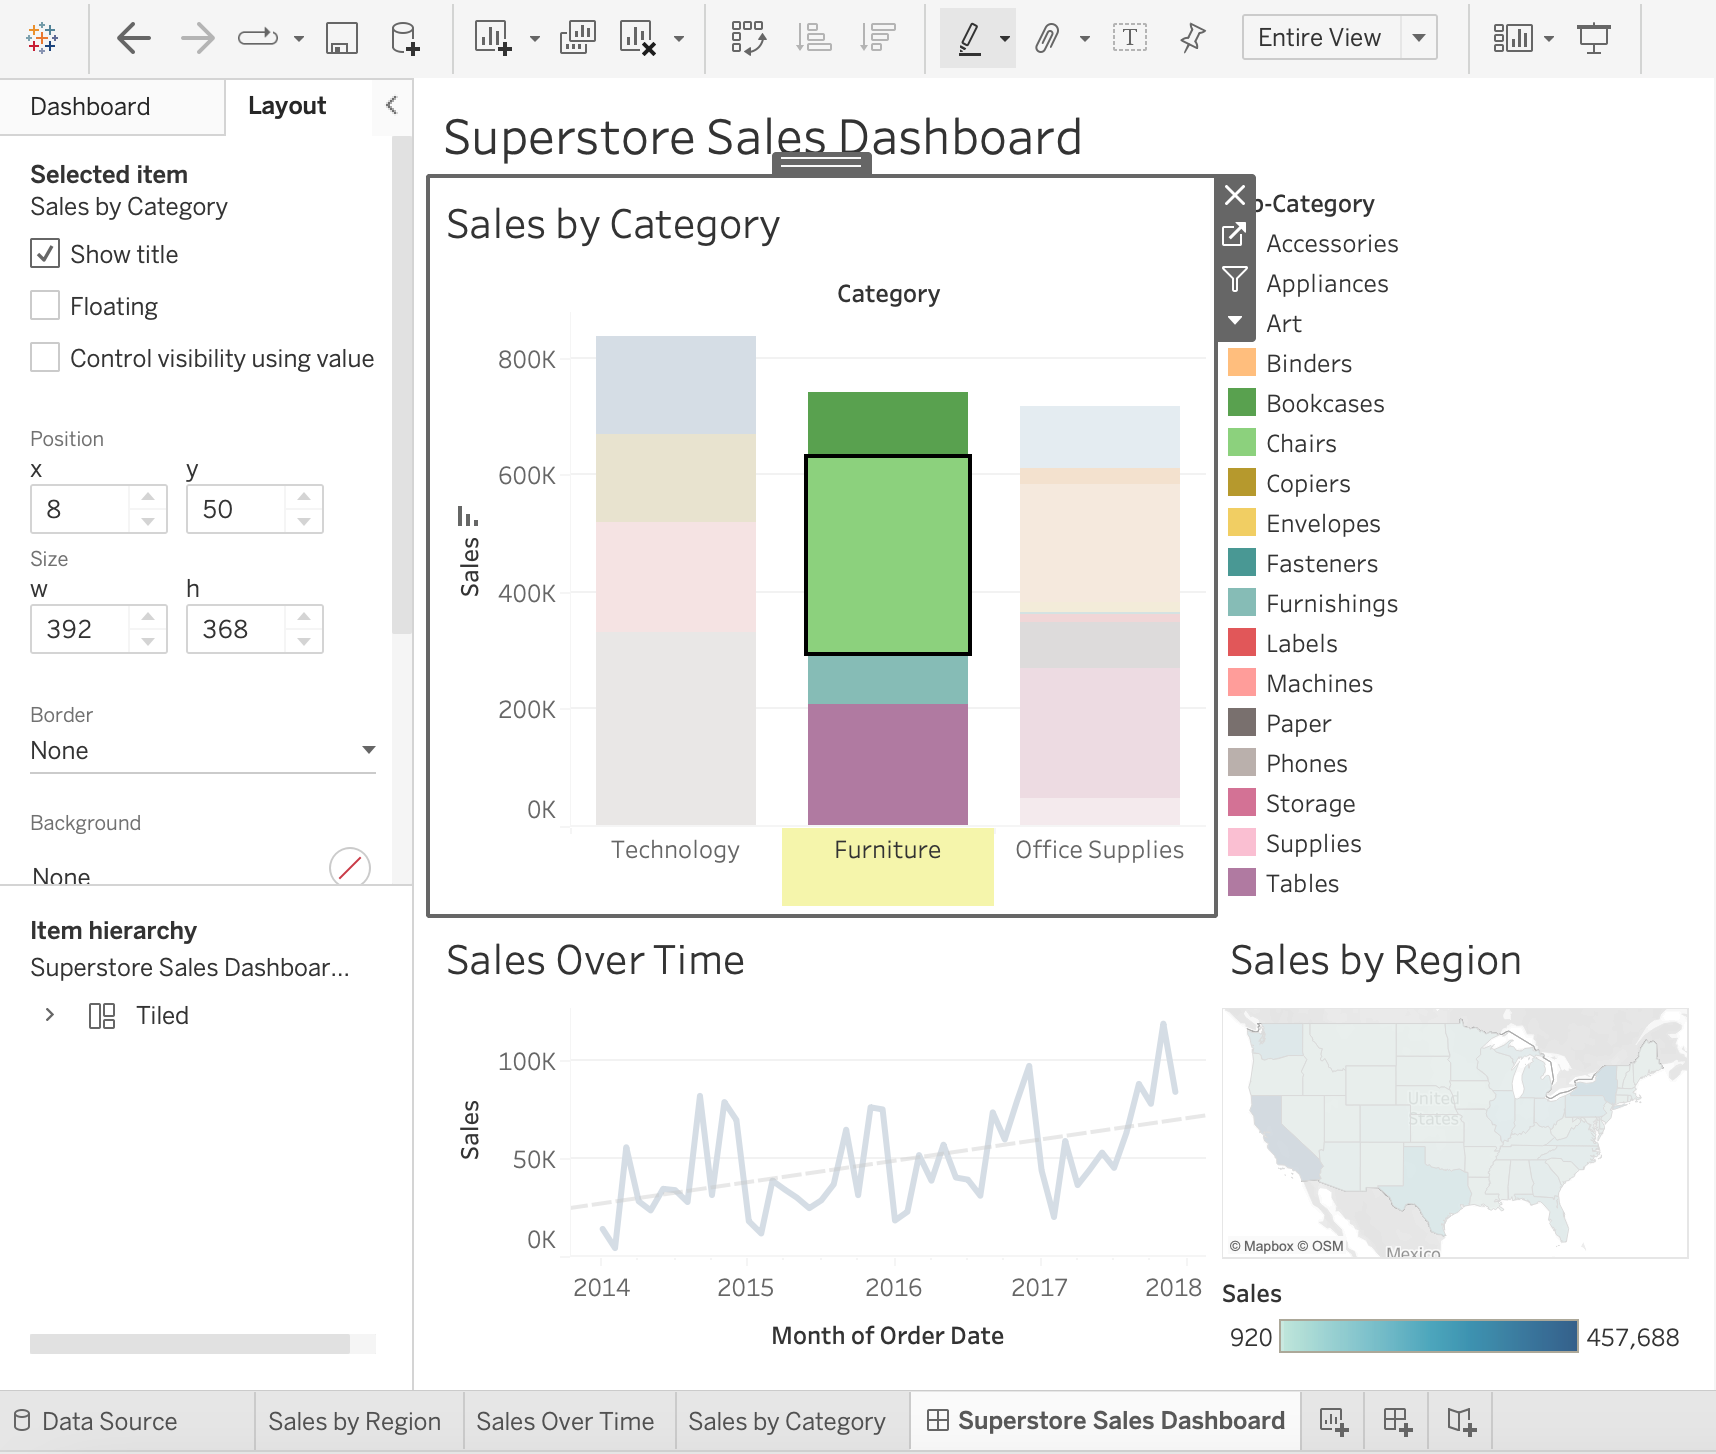 Entire View
Dashboard
Layout
Selected item
Sales by Category
Show title
Floating
Control visibility using value
Position
x
y
8
50
Size
w
h
392
368
Border
None
Background
None
Item hierarchy
Superstore Sales Dashboar...
Tiled
Superstore Sales Dashboard
Sales by Category
Category
800K
600K
400K
200K
0K
Sales
Technology
Furniture
Office Supplies
b-Category
Accessories
Appliances
Art
Binders
Bookcases
Chairs
Copiers
Envelopes
Fasteners
Furnishings
Labels
Machines
Paper
Phones
Storage
Supplies
Tables
Sales Over Time
100K
50K
0K
Sales
2014
2015
2016
2017
2018
Month of Order Date
Sales by Region
United
States
Mexico
© Mapbox © OSM
Sales
920
457,688
Data Source
Sales by Region
Sales Over Time
Sales by Category
Superstore Sales Dashboard